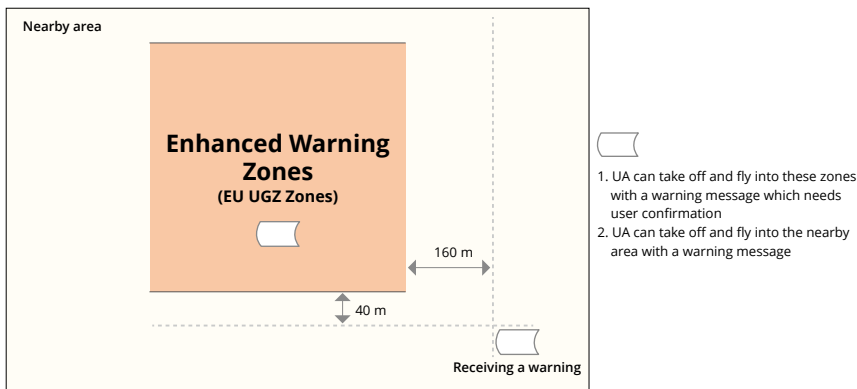 Nearby area
Enhanced Warning
Zones
(EU UGZ Zones)
160 m
40 m
Receiving a warning
1. UA can take off and fly into these zones
with a warning message which needs
user confirmation
2. UA can take off and fly into the nearby
area with a warning message